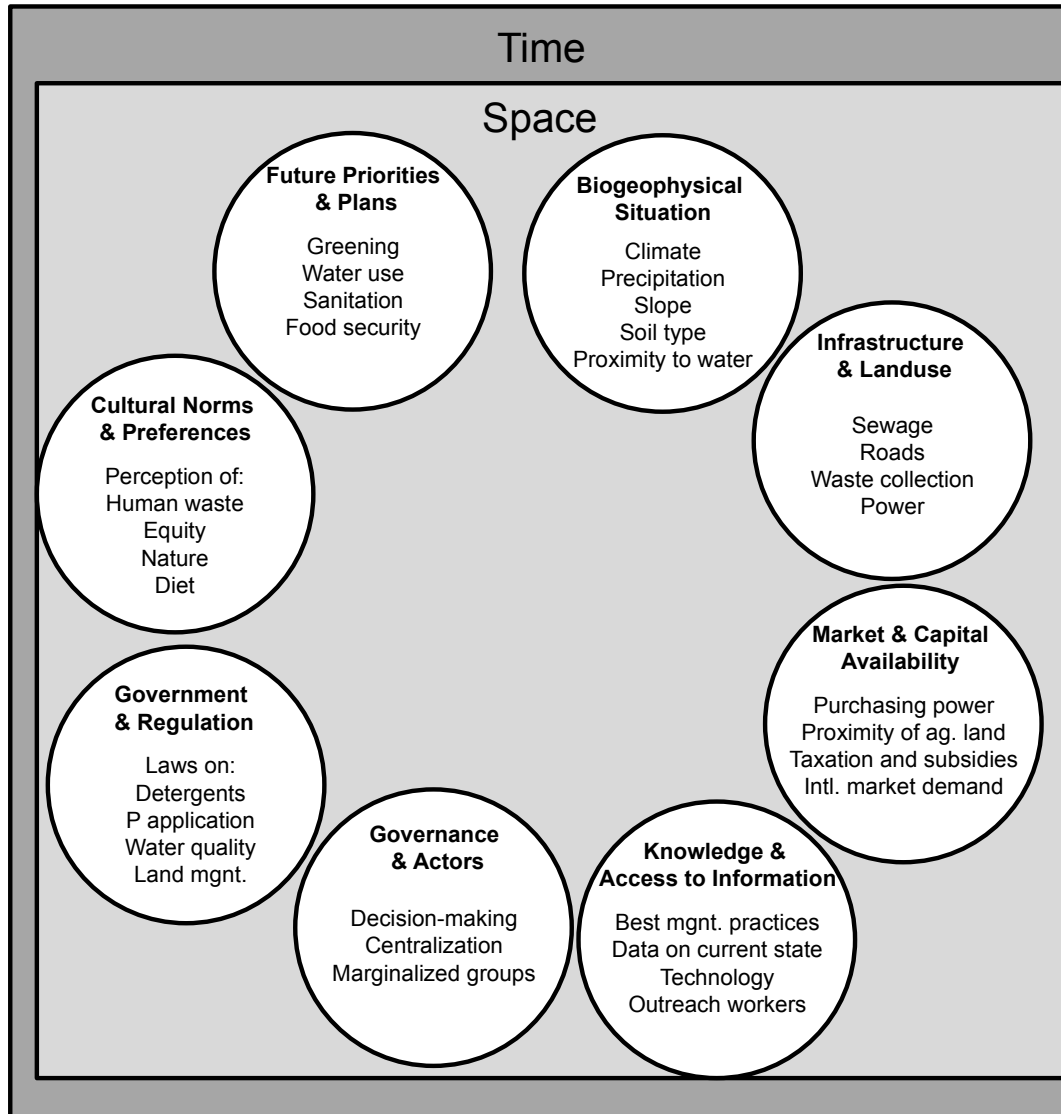 Time
Space
Future Priorities
& Plans
Greening
Water use
Sanitation
Food security
Biogeophysical
Situation
Climate
Precipitation
Slope
Soil type
Proximity to water
Infrastructure
& Landuse
Sewage
Roads
Waste collection
Power
Market & Capital
Availability
Purchasing power
Proximity of ag. land
Taxation and subsidies
Intl. market demand
Knowledge &
Access to Information
Best mgnt. practices
Data on current state
Technology
Outreach workers
Governance
& Actors
Decision-making
Centralization
Marginalized groups
Government
& Regulation
Laws on:
Detergents
P application
Water quality
Land mgnt.
Cultural Norms
& Preferences
Perception of:
Human waste
Equity
Nature
Diet